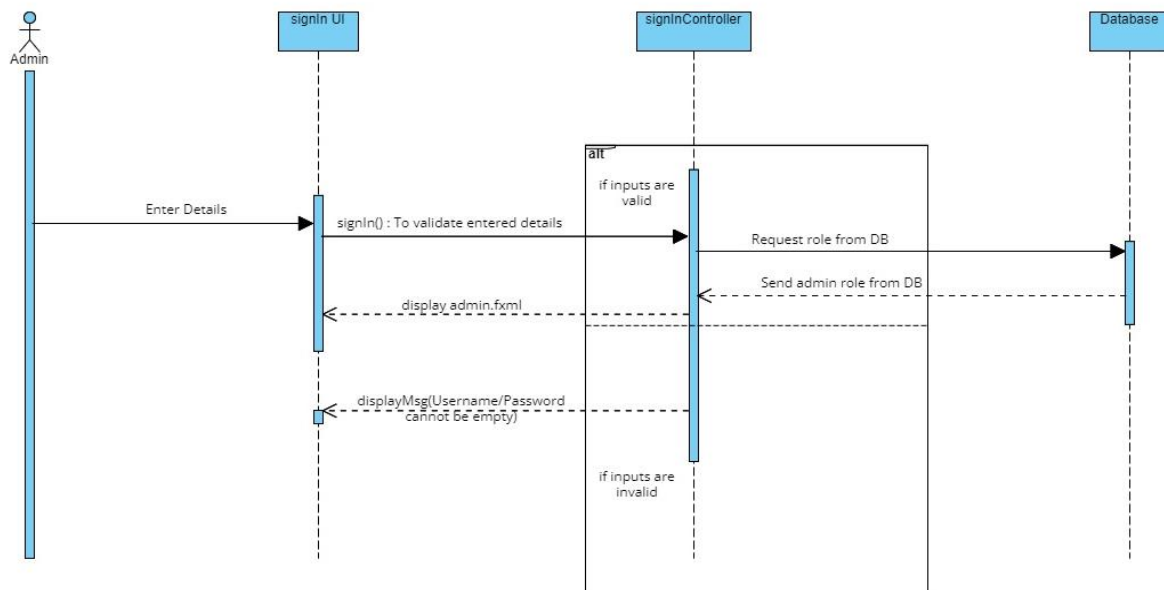 signIn UI
signInController
Database
Admin
alt
if inputs are
valid
Enter Details
signIn() : To validate entered details
Request role from DB
Send admin role from DB
display admin.fxml
displayMsg(Username/Password
cannot be empty)
if inputs are
invalid